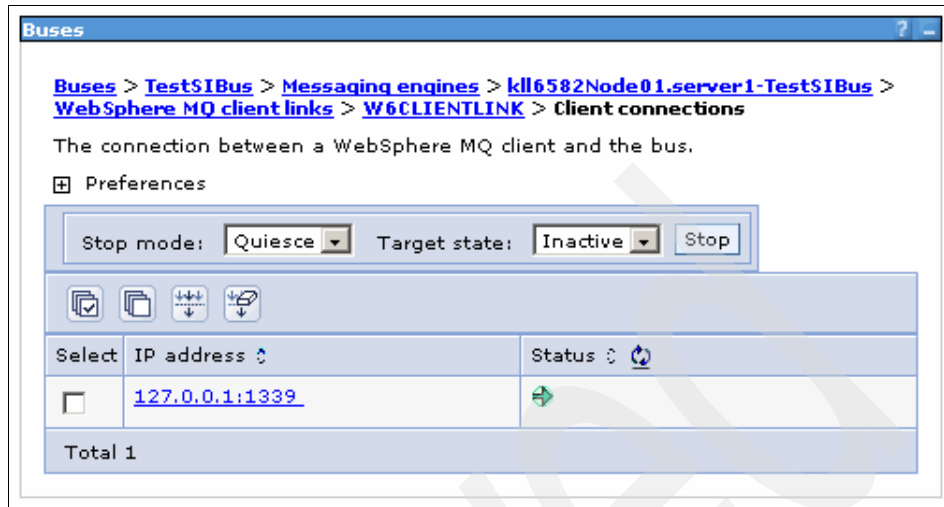 Buses ? –
Buses > TestSIBus > Messaging engines > kll6582Node01.server1-TestSIBus >
WebSphere MQ client links > W6CLIENTLINK > Client connections
The connection between a WebSphere MQ client and the bus.
+ Preferences
Stop mode: Quiesce Target state: Inactive Stop
Select IP address Status
127.0.0.1:1339
Total 1